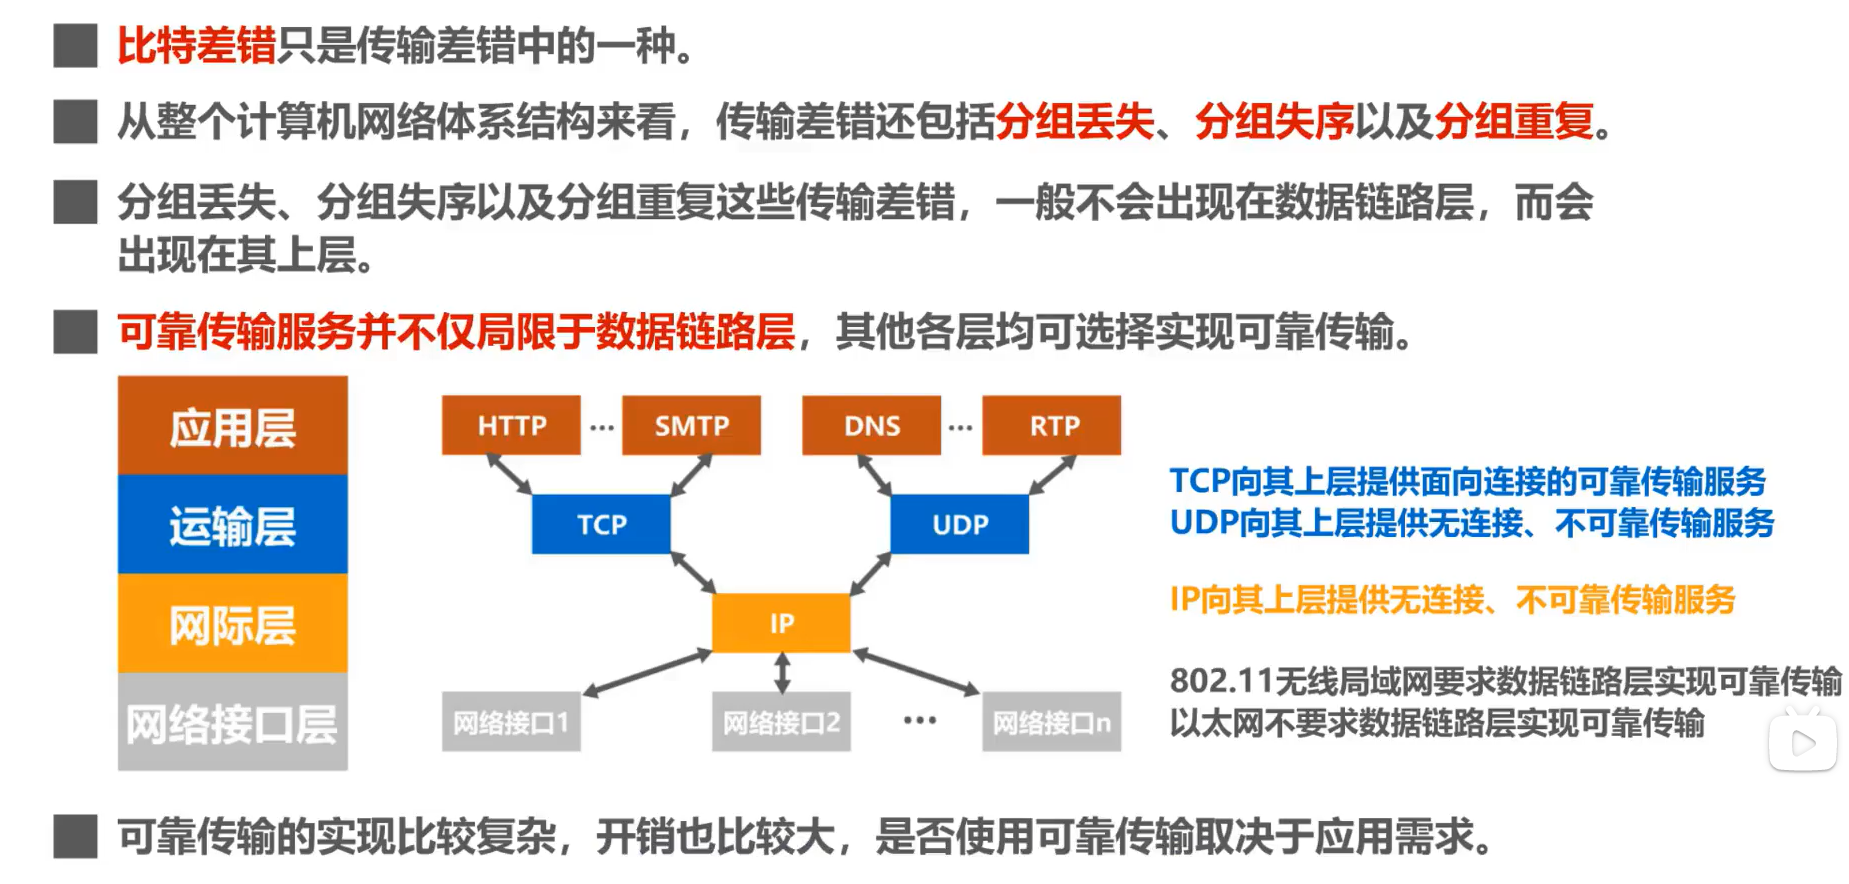 比特差错只是传输差错中的一种。
从整个计算机网络体系结构来看，传输差错还包括分组丢失、分组失序以及分组重复。
分组丢失、分组失序以及分组重复这些传输差错，一般不会出现在数据链路层，而会
出现在其上层。
可靠传输服务并不仅局限于数据链路层，其他各层均可选择实现可靠传输。
应用层
HTTP … SMTP
DNS … RTP
运输层
TCP
UDP
TCP向其上层提供面向连接的可靠传输服务
UDP向其上层提供无连接、不可靠传输服务
网际层
IP
IP向其上层提供无连接、不可靠传输服务
网络接口层
网络接口1
网络接口2
…
网络接口n
802.11无线局域网要求数据链路层实现可靠传输
以太网不要求数据链路层实现可靠传输
可靠传输的实现比较复杂，开销也比较大，是否使用可靠传输取决于应用需求。